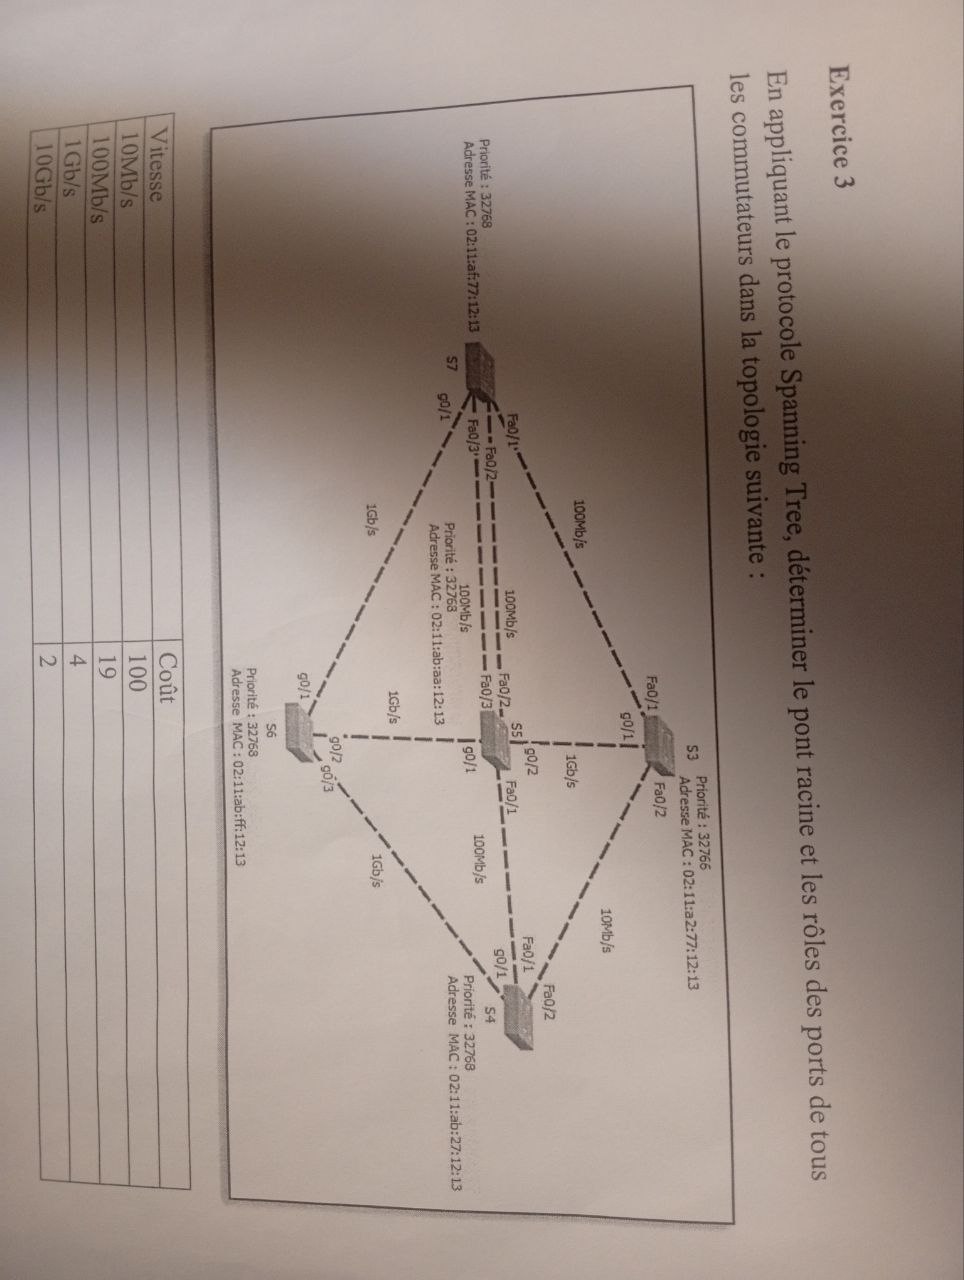 Exercice 3
En appliquant le protocole Spanning Tree, déterminer le pont racine et les rôles des ports de tous
les commutateurs dans la topologie suivante :
S3
Priorité : 32766
Adresse MAC : 02:11:a2:77:12:13
Fa0/1
g0/1
Fa0/2
100Mb/s
1Gb/s
10Mb/s
Priorité : 32768
Adresse MAC : 02:11:af:77:12:13
S7
Fa0/1
Fa0/2
Fa0/3
g0/1
100Mb/s
100Mb/s
Priorité : 32768
Adresse MAC : 02:11:ab:aa:12:13
Fa0/2
Fa0/3
S5
g0/2
g0/1
Fa0/1
100Mb/s
Fa0/2
Fa0/1
g0/1
S4
Priorité : 32768
Adresse MAC : 02:11:ab:27:12:13
1Gb/s
1Gb/s
1Gb/s
g0/1
g0/2
g0/3
S6
Priorité : 32768
Adresse MAC : 02:11:ab:ff:12:13
Vitesse Coût
10Mb/s 100
100Mb/s 19
1Gb/s 4
10Gb/s 2